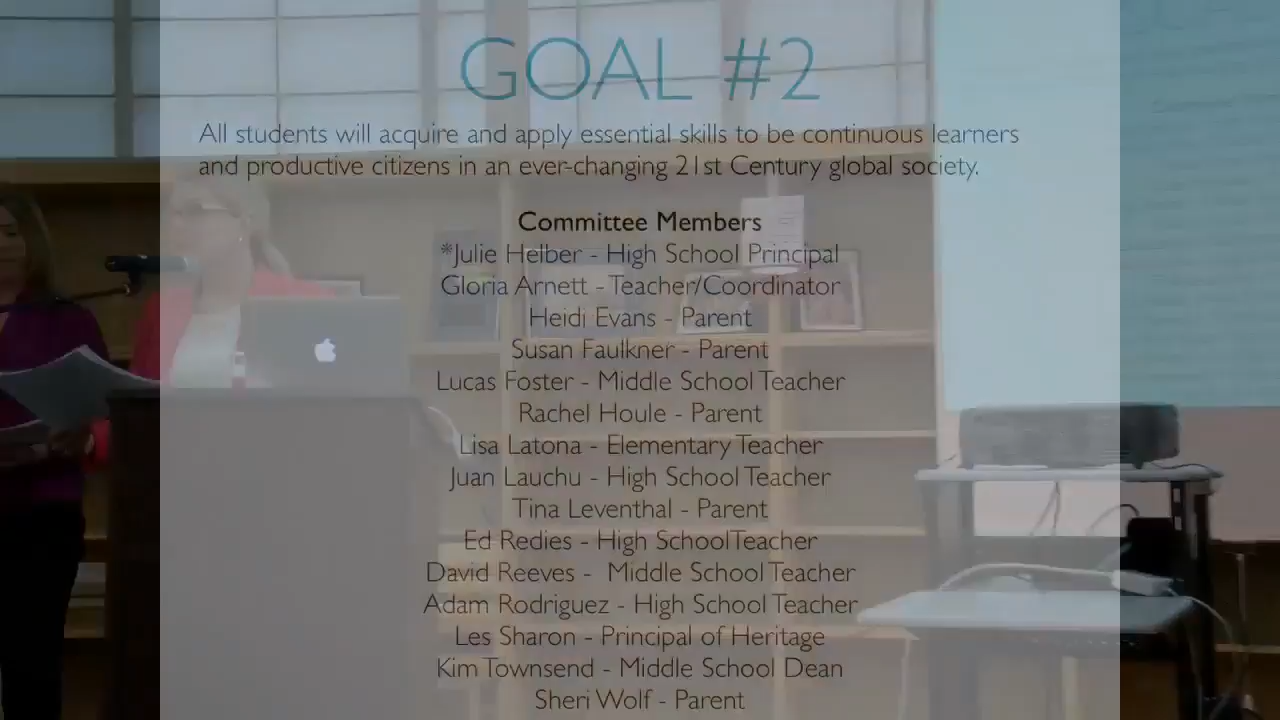 GOAL #2
All students will acquire and apply essential skills to be continuous learners
and productive citizens in an ever-changing 21st Century global society.
Committee Members
*Julie Helber - High School Principal
Gloria Arnett - Teacher/Coordinator
Heidi Evans - Parent
Susan Faulkner - Parent
Lucas Foster - Middle School Teacher
Rachel Houle - Parent
Lisa Latona - Elementary Teacher
Juan Lauchu - High School Teacher
Tina Leventhal - Parent
Ed Redies - High SchoolTeacher
David Reeves - Middle School Teacher
Adam Rodriguez - High School Teacher
Les Sharon - Principal of Heritage
Kim Townsend - Middle School Dean
Sheri Wolf - Parent